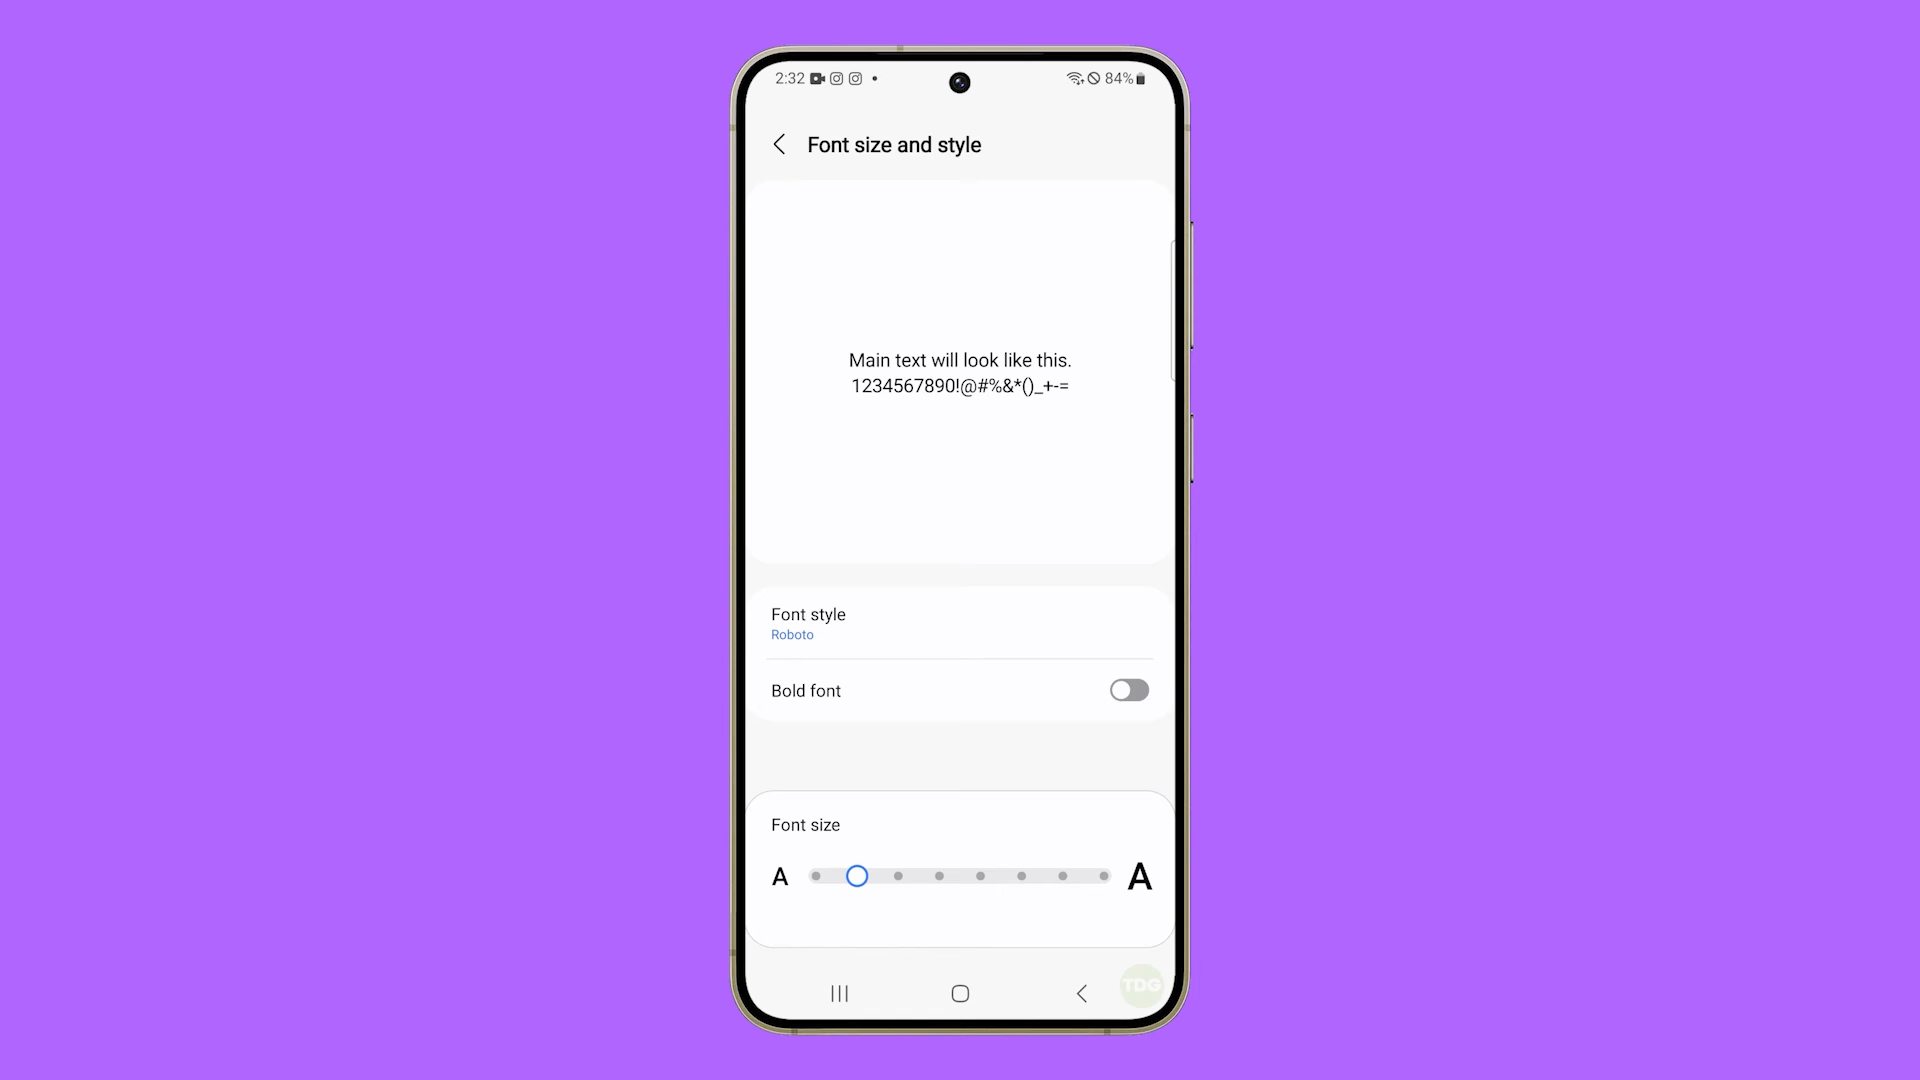 2:32
84%
Font size and style
Main text will look like this.
1234567890!@#%&*()_+-=
Font style
Roboto
Bold font
Font size
A A
TDG